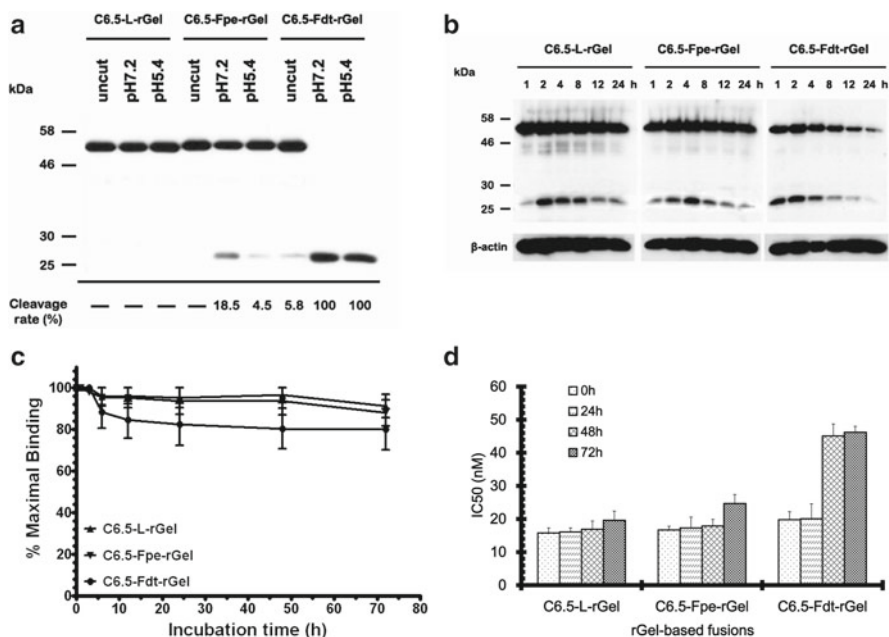 a
C6.5-L-rGel C6.5-Fpe-rGel C6.5-Fdt-rGel
kDa
uncut pH7.2 pH5.4 uncut pH7.2 pH5.4 uncut pH7.2 pH5.4
58
46
30
25
Cleavage rate (%) — — — — 18.5 4.5 5.8 100 100
b
C6.5-L-rGel C6.5-Fpe-rGel C6.5-Fdt-rGel
kDa
1 2 4 8 12 24 1 2 4 8 12 24 1 2 4 8 12 24 h
58
46
30
25
β-actin
c
% Maximal Binding
100
80
60
40
20
0
C6.5-L-rGel
C6.5-Fpe-rGel
C6.5-Fdt-rGel
0 10 20 30 40 50 60 70 80
Incubation time (h)
d
IC50 (nM)
60
50
40
30
20
10
0
0h
24h
48h
72h
C6.5-L-rGel C6.5-Fpe-rGel C6.5-Fdt-rGel
rGel-based fusions